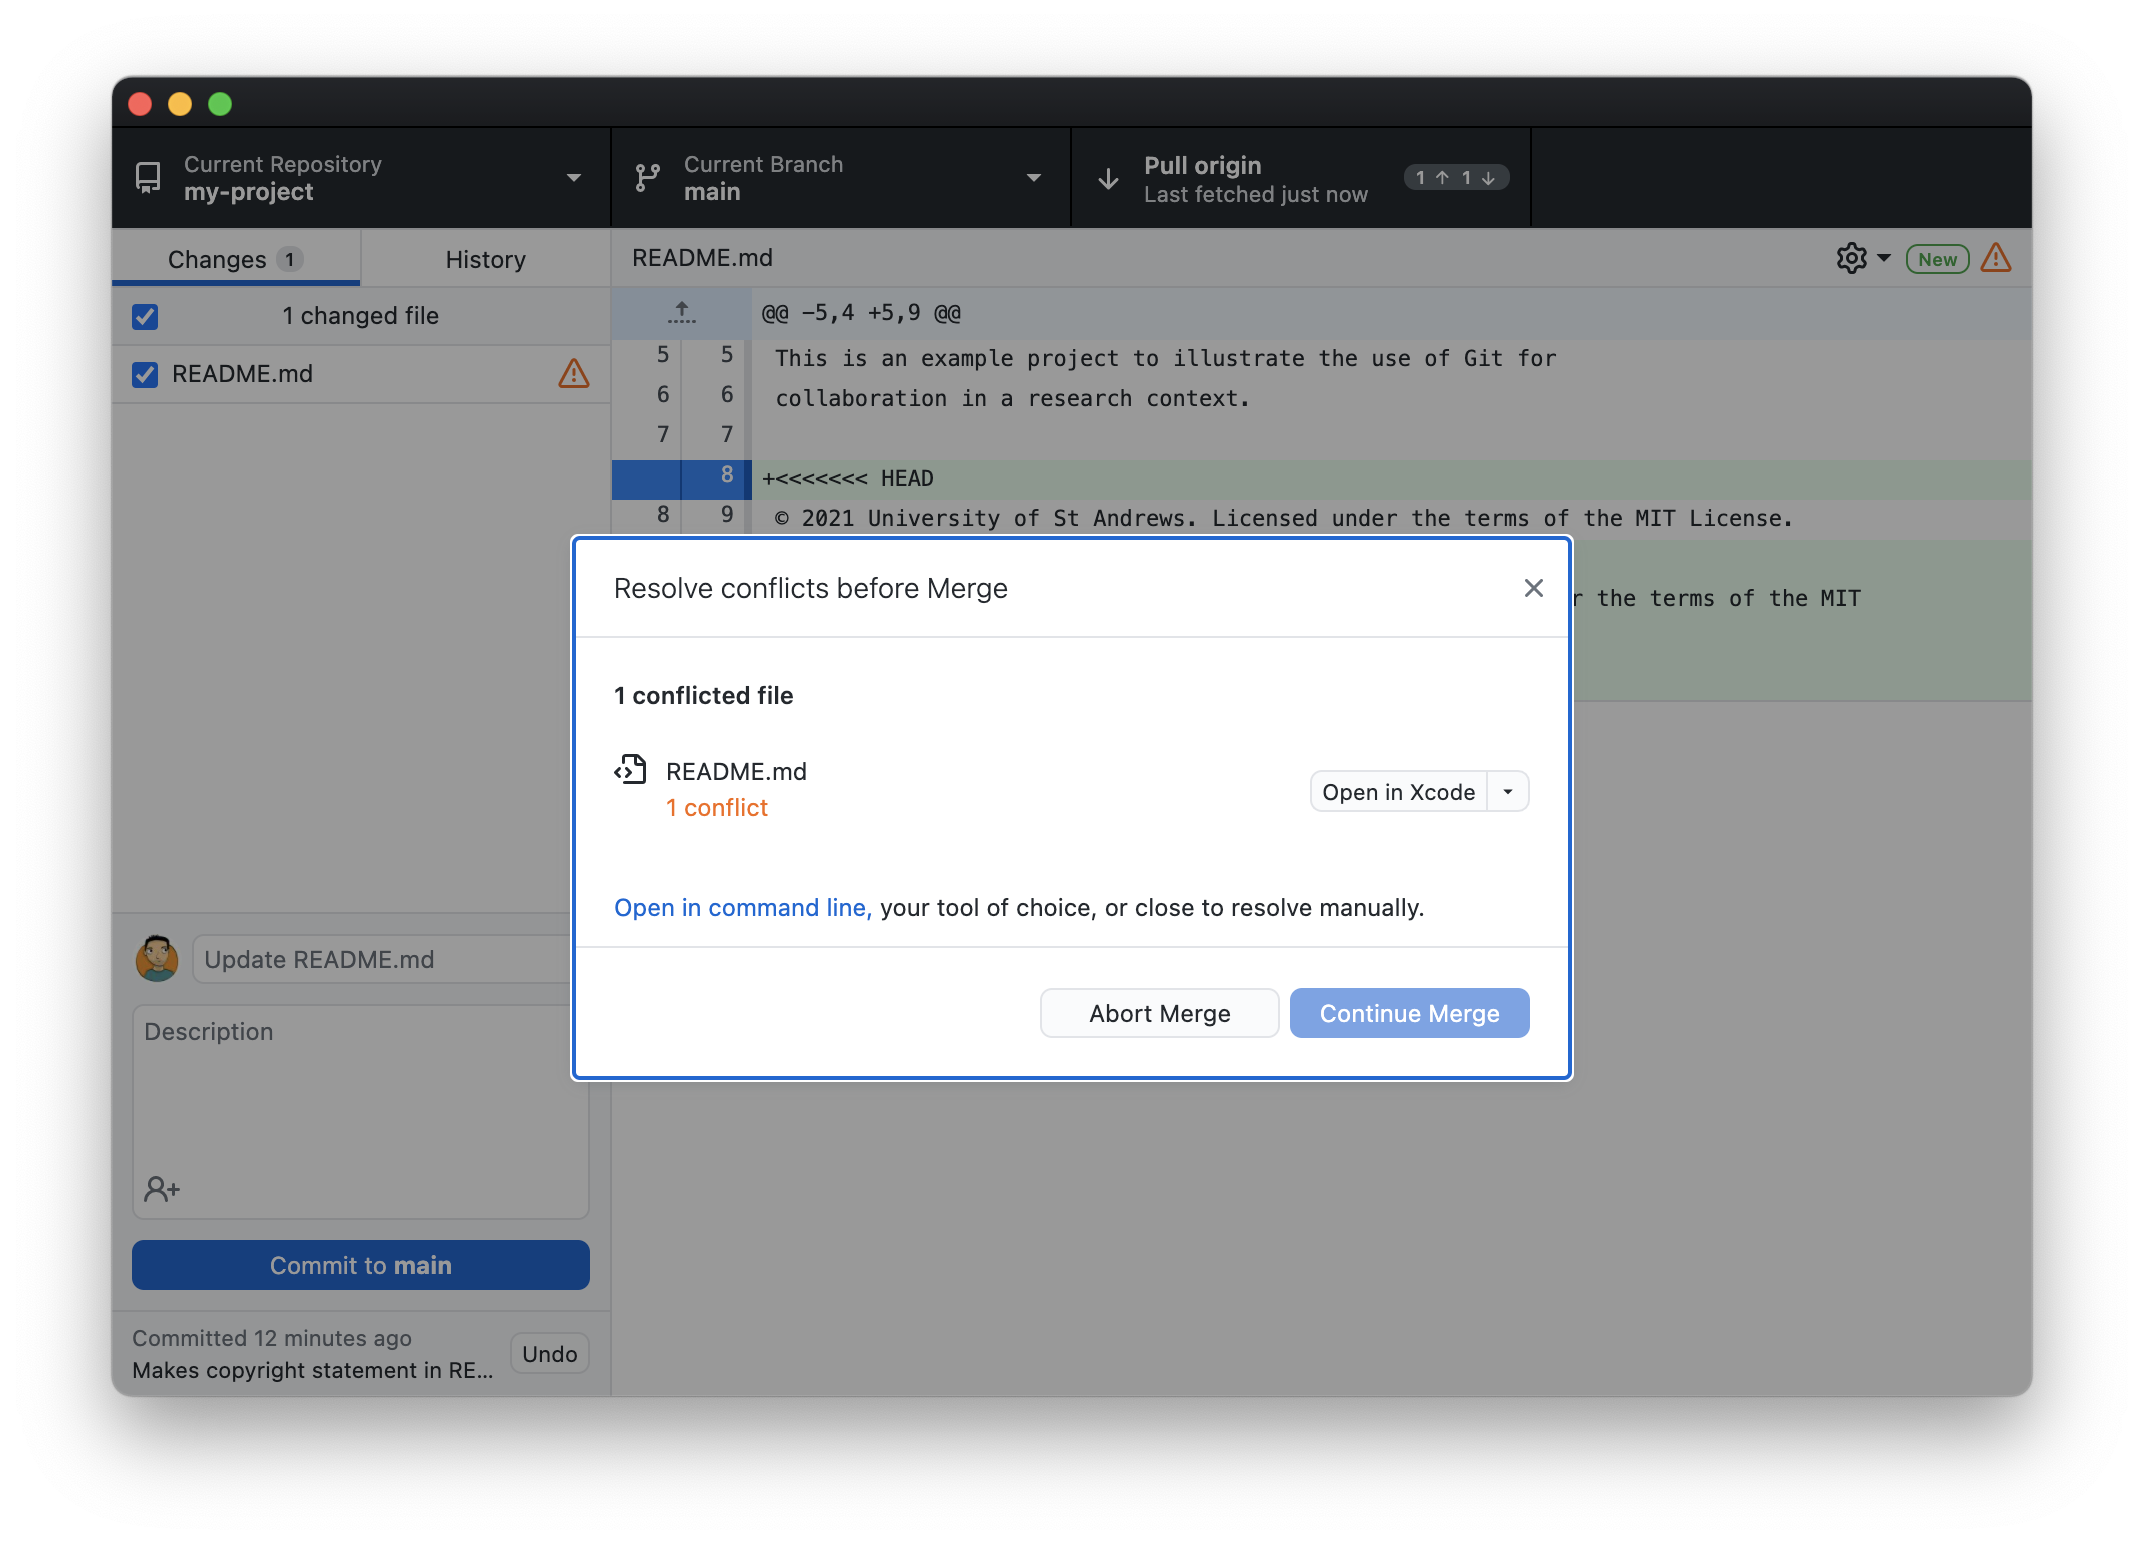 Current Repository
my-project
Current Branch
main
Pull origin
Last fetched just now
1 ↑ 1 ↓
Changes 1
History
README.md
New
1 changed file
README.md
@@ -5,4 +5,9 @@
5 5 This is an example project to illustrate the use of Git for
6 6 collaboration in a research context.
7 7
8 +<<<<<<< HEAD
8 9 © 2021 University of St Andrews. Licensed under the terms of the MIT License.
the terms of the MIT
Resolve conflicts before Merge
1 conflicted file
README.md
1 conflict
Open in Xcode
Open in command line, your tool of choice, or close to resolve manually.
Abort Merge
Continue Merge
Update README.md
Description
Commit to main
Committed 12 minutes ago
Makes copyright statement in RE...
Undo